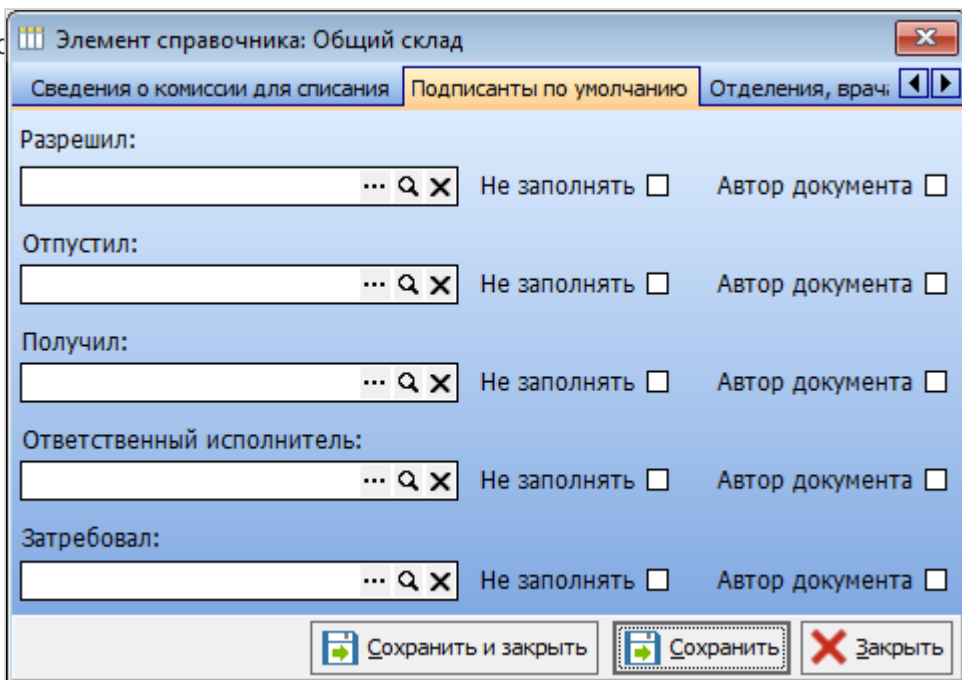 Элемент справочника: Общий склад
Сведения о комиссии для списания Подписанты по умолчанию Отделения, врача
Разрешил:
Не заполнять Автор документа
Отпустил:
Не заполнять Автор документа
Получил:
Не заполнять Автор документа
Ответственный исполнитель:
Не заполнять Автор документа
Затребовал:
Не заполнять Автор документа
Сохранить и закрыть Сохранить Закрыть